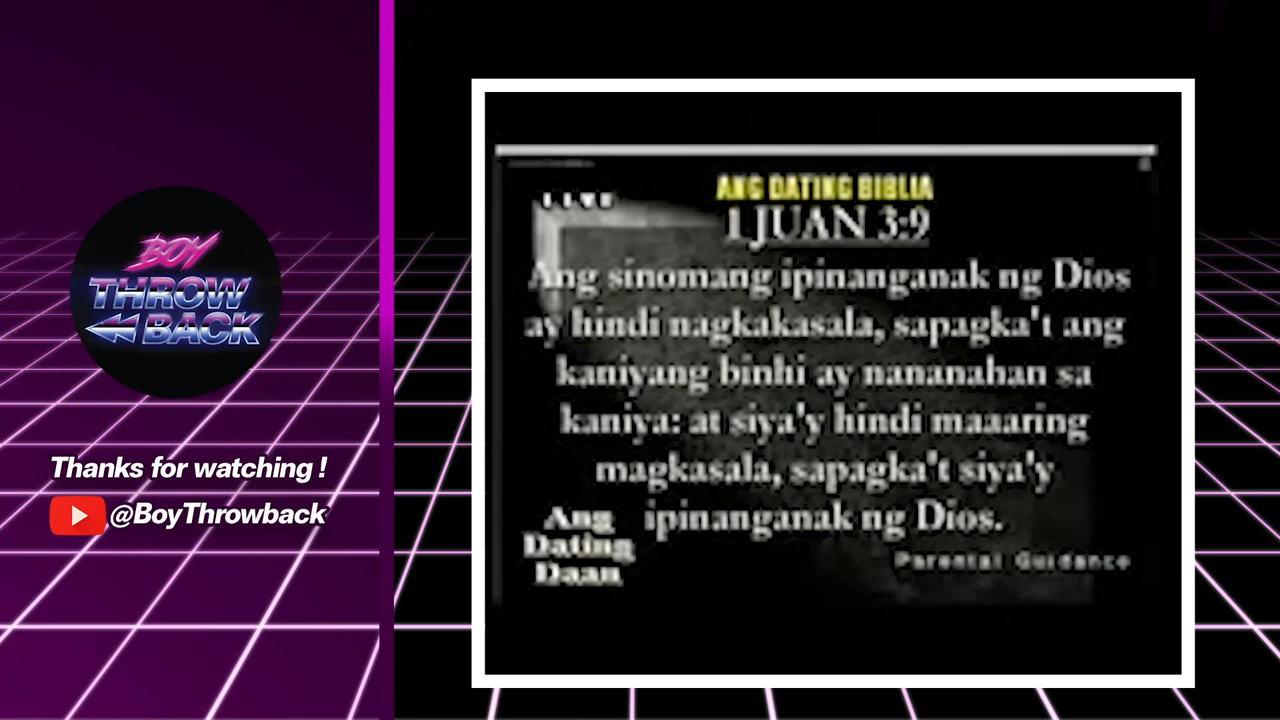 BOY
THROW
BACK
Thanks for watching !
@BoyThrowback
LIVE
ANG DATING BIBLIA
1 JUAN 3:9
Ang sinomang ipinanganak ng Dios
ay hindi nagkakasala, sapagka't ang
kaniyang binhi ay nananahan sa
kaniya: at siya'y hindi maaaring
magkasala, sapagka't siya'y
ipinanganak ng Dios.
Ang
Dating
Daan
Parental Guidance